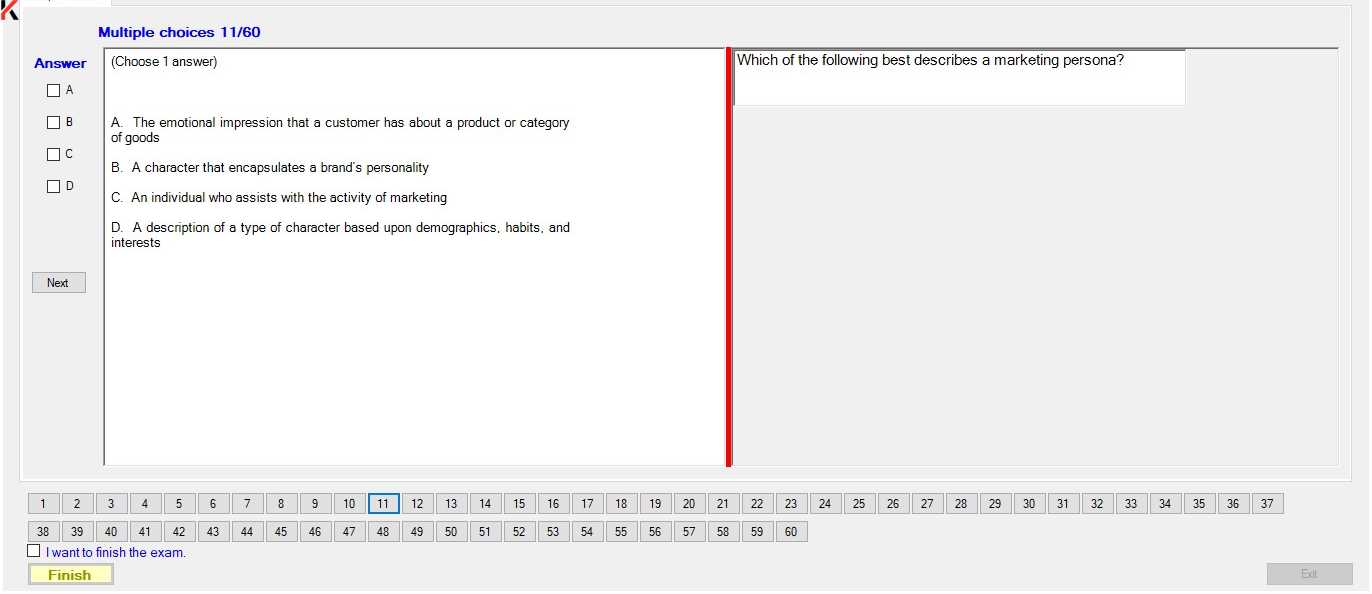 Multiple choices 11/60
Answer
A
B
C
D
Next
(Choose 1 answer)
A. The emotional impression that a customer has about a product or category
of goods
B. A character that encapsulates a brand's personality
C. An individual who assists with the activity of marketing
D. A description of a type of character based upon demographics, habits, and
interests
Which of the following best describes a marketing persona?
1 2 3 4 5 6 7 8 9 10 11 12 13 14 15 16 17 18 19 20 21 22 23 24 25 26 27 28 29 30 31 32 33 34 35 36 37
38 39 40 41 42 43 44 45 46 47 48 49 50 51 52 53 54 55 56 57 58 59 60
I want to finish the exam.
Finish
Exit